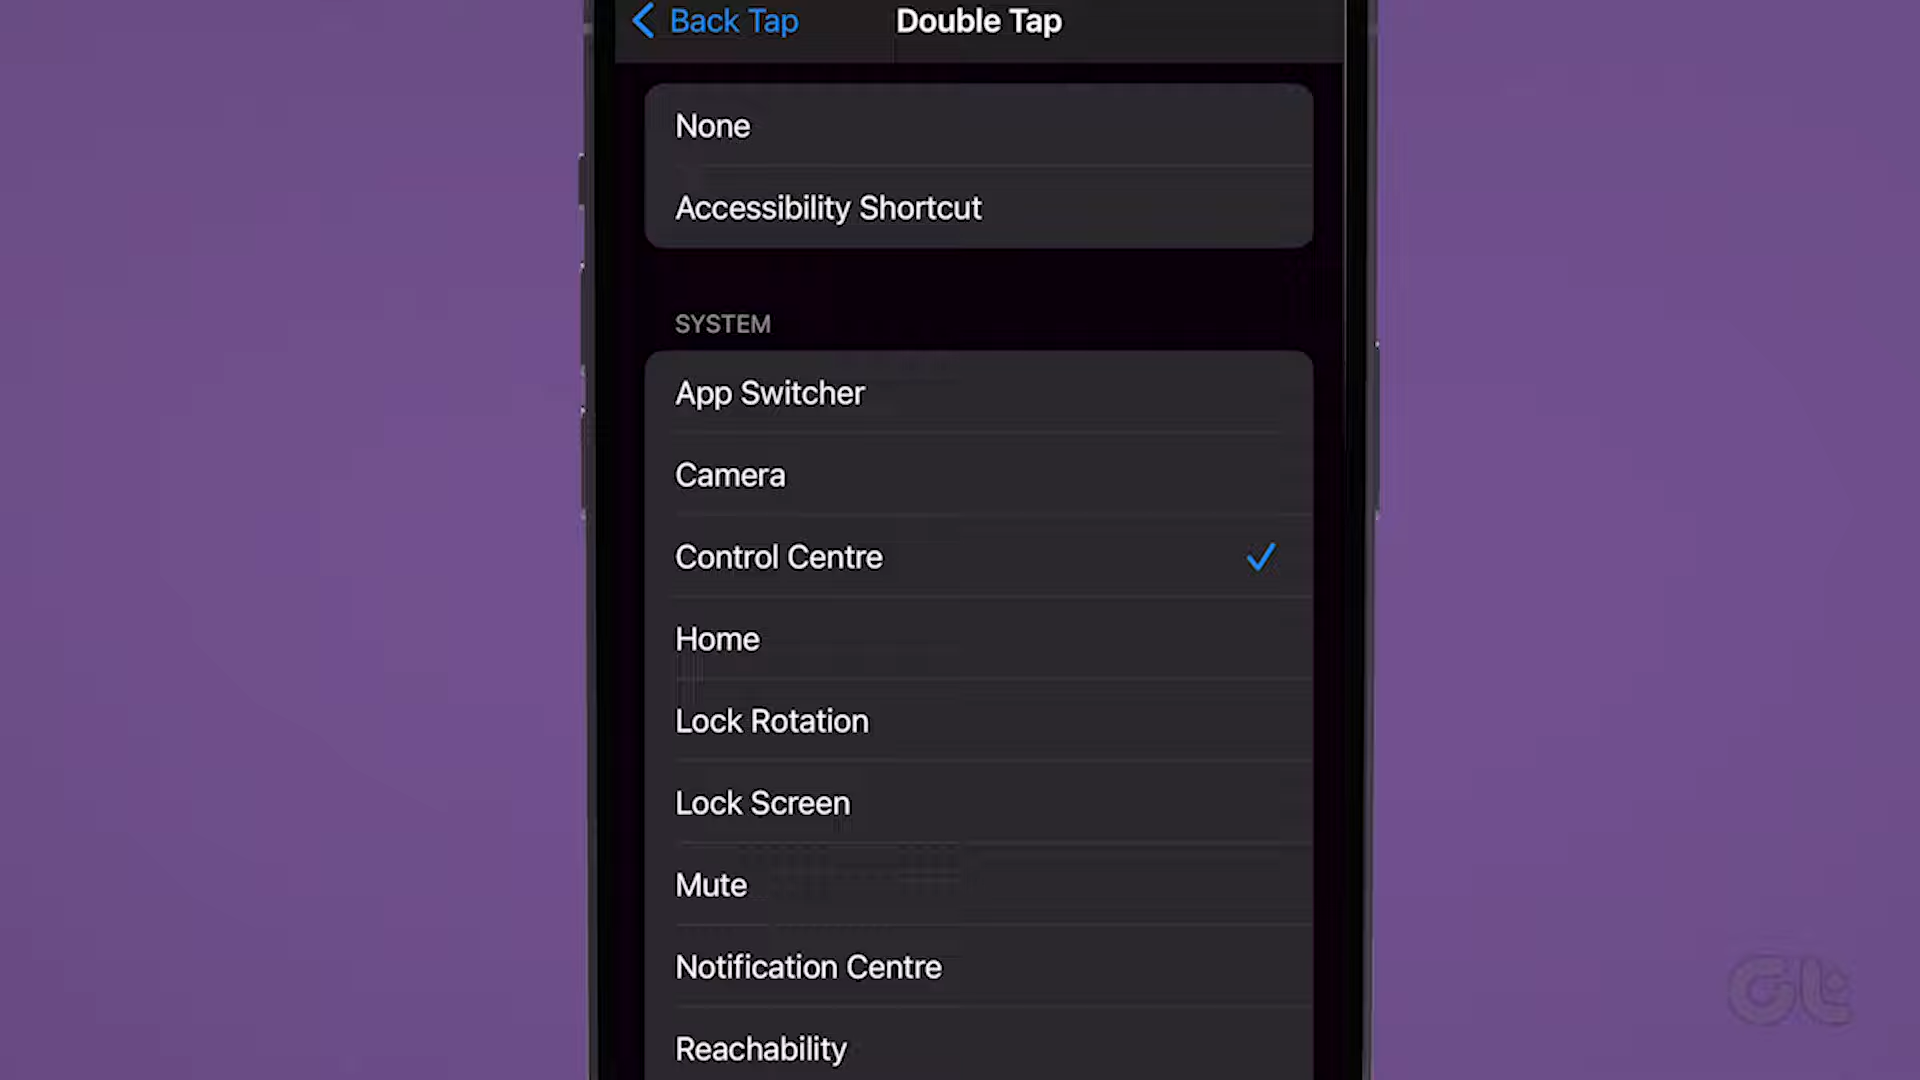 Back Tap
Double Tap
None
Accessibility Shortcut
SYSTEM
App Switcher
Camera
Control Centre
Home
Lock Rotation
Lock Screen
Mute
Notification Centre
Reachability
GL